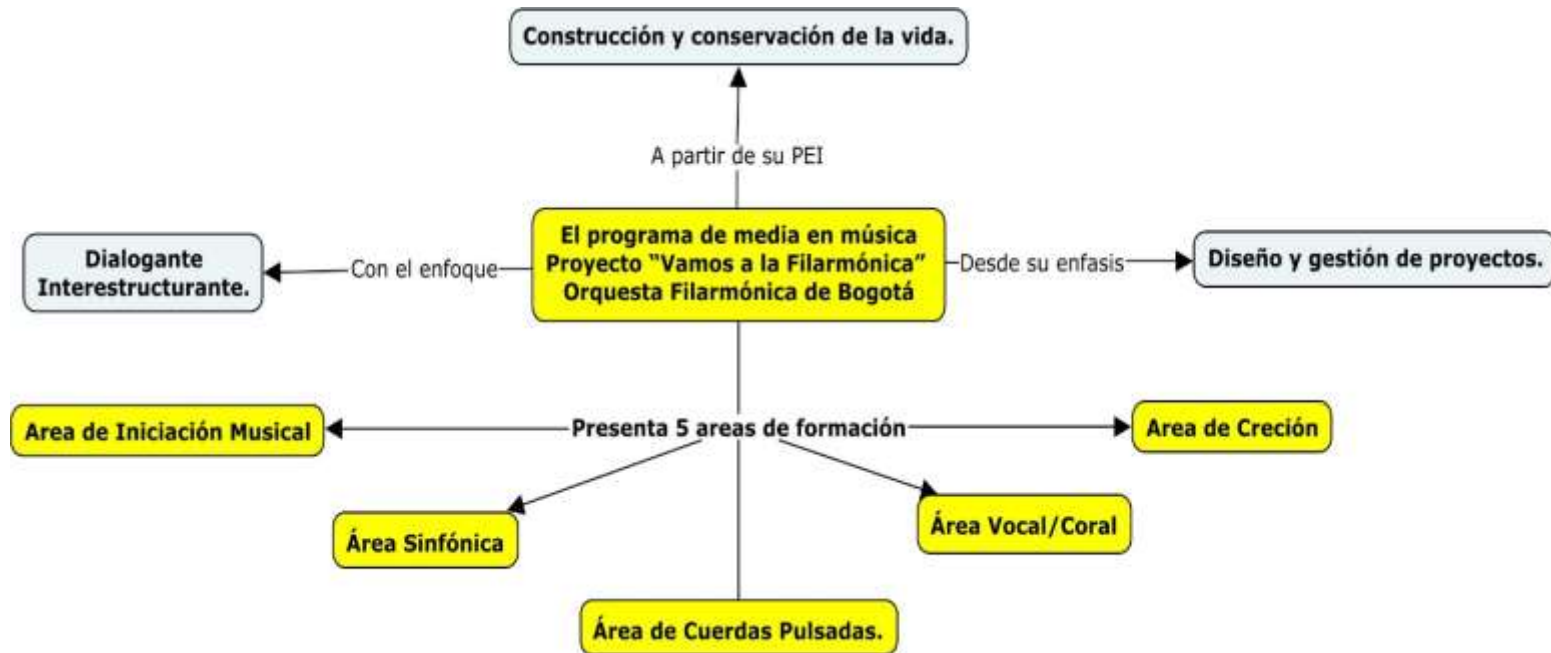 Construcción y conservación de la vida.
A partir de su PEI
El programa de media en música
Proyecto “Vamos a la Filarmónica”
Orquesta Filarmónica de Bogotá
Dialogante
Interestructurante.
Con el enfoque
Desde su enfasis
Diseño y gestión de proyectos.
Area de Iniciación Musical
Presenta 5 areas de formación
Area de Creción
Área Sinfónica
Área Vocal/Coral
Área de Cuerdas Pulsadas.